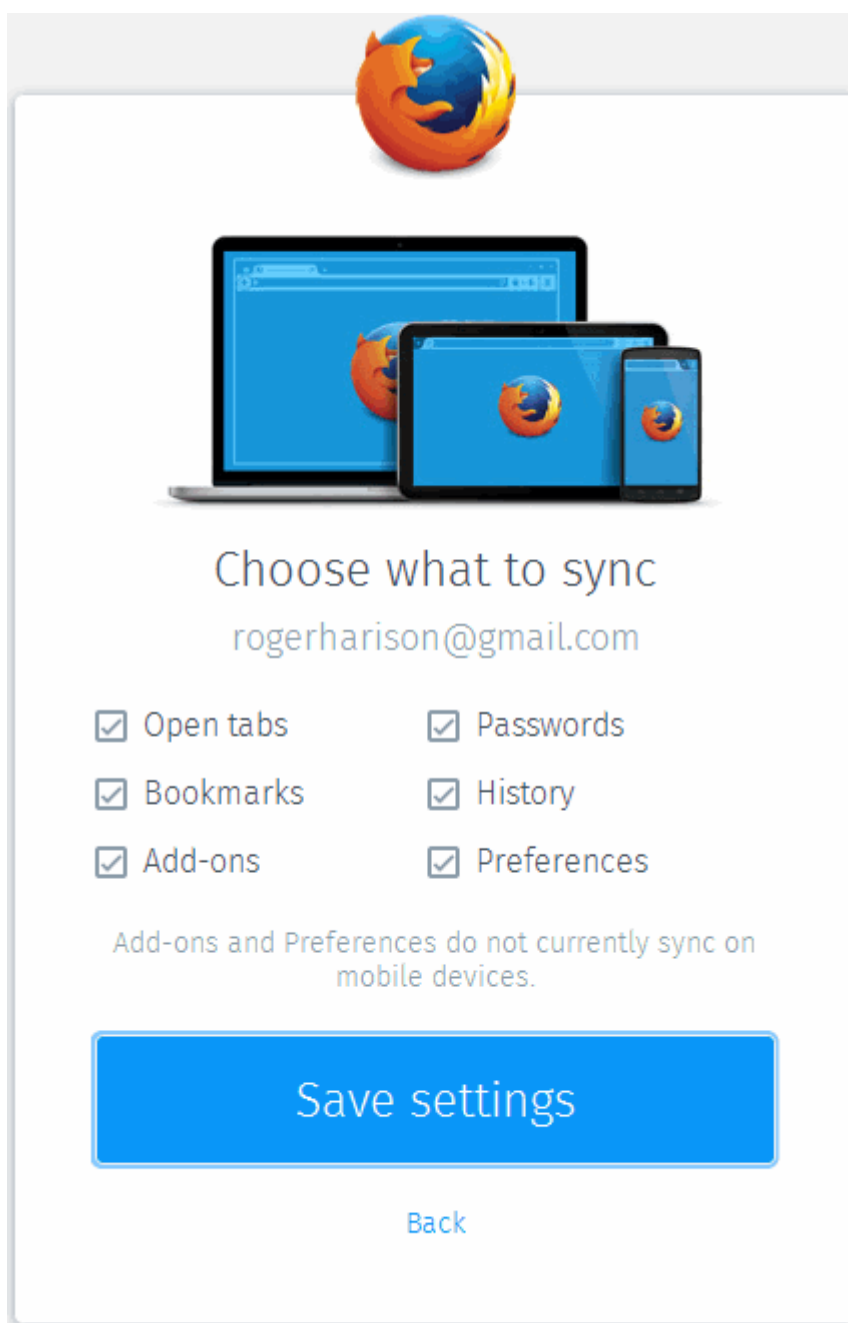 Choose what to sync
rogerharison@gmail.com
Open tabs
Passwords
Bookmarks
History
Add-ons
Preferences
Add-ons and Preferences do not currently sync on
mobile devices.
Save settings
Back